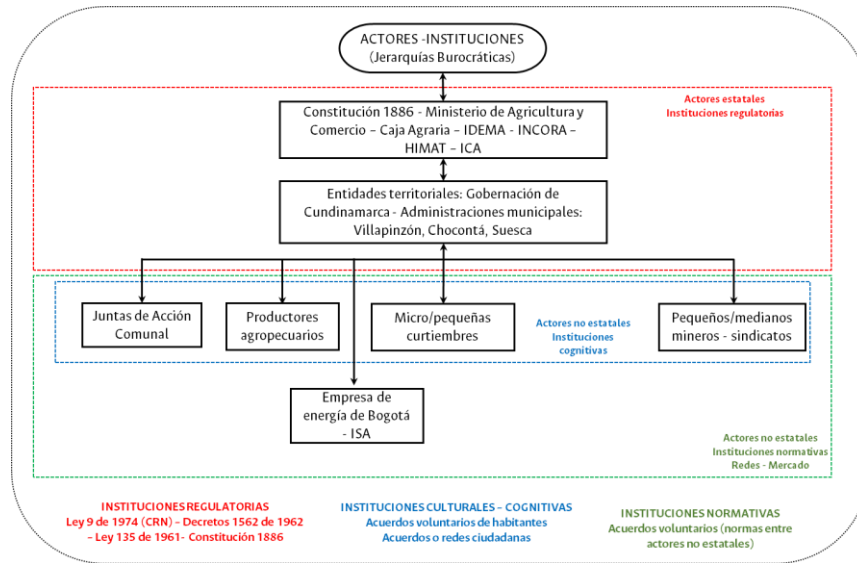 ACTORES -INSTITUCIONES
(Jerarquías Burocráticas)
Actores estatales
Instituciones regulatorias
Constitución 1886 - Ministerio de Agricultura y
Comercio – Caja Agraria – IDEMA - INCORA –
HIMAT – ICA
Entidades territoriales: Gobernación de
Cundinamarca - Administraciones municipales:
Villapinzón, Chocontá, Suesca
Juntas de Acción
Comunal
Productores
agropecuarios
Micro/pequeñas
curtiembres
Actores no estatales
Instituciones
cognitivas
Pequeños/medianos
mineros - sindicatos
Empresa de
energía de Bogotá
- ISA
Actores no estatales
Instituciones normativas
Redes - Mercado
INSTITUCIONES REGULATORIAS
Ley 9 de 1974 (CRN) – Decretos 1562 de 1962
– Ley 135 de 1961- Constitución 1886
INSTITUCIONES CULTURALES – COGNITIVAS
Acuerdos voluntarios de habitantes
Acuerdos o redes ciudadanas
INSTITUCIONES NORMATIVAS
Acuerdos voluntarios (normas entre
actores no estatales)